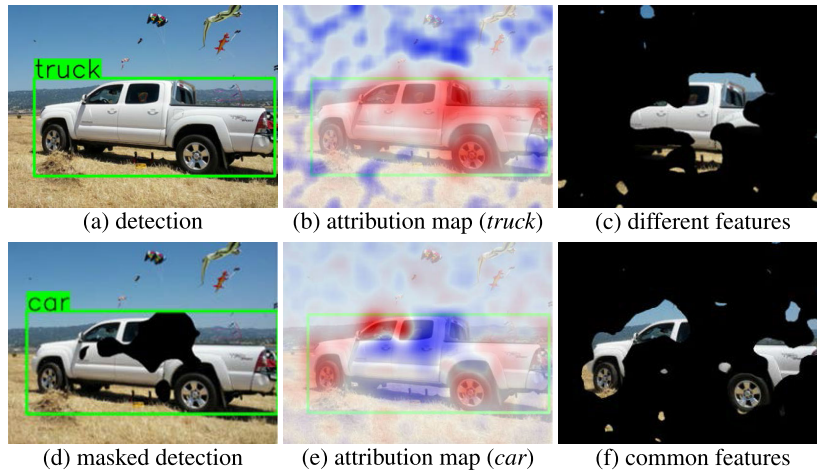 truck
(a) detection
(b) attribution map (truck)
(c) different features
car
(d) masked detection
(e) attribution map (car)
(f) common features